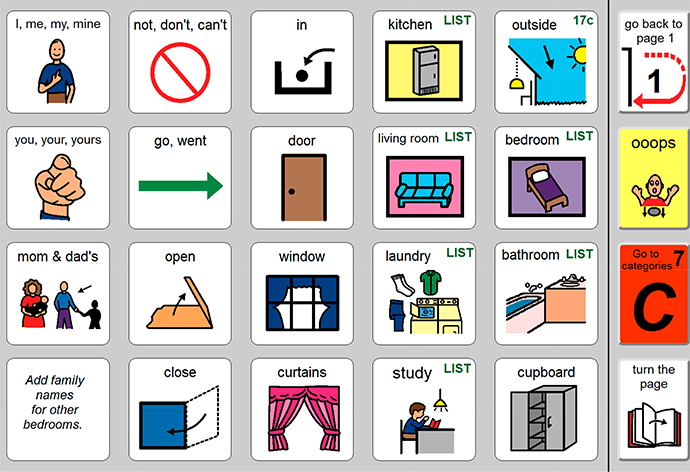 I, me, my, mine
not, don't, can't
in
kitchen LIST
outside 17c
go back to
page 1
1
you, your, yours
go, went
door
living room LIST
bedroom LIST
ooops
mom & dad's
open
window
laundry LIST
bathroom LIST
Go to
categories 7
C
Add family
names
for other
bedrooms.
close
curtains
study LIST
cupboard
turn the
page